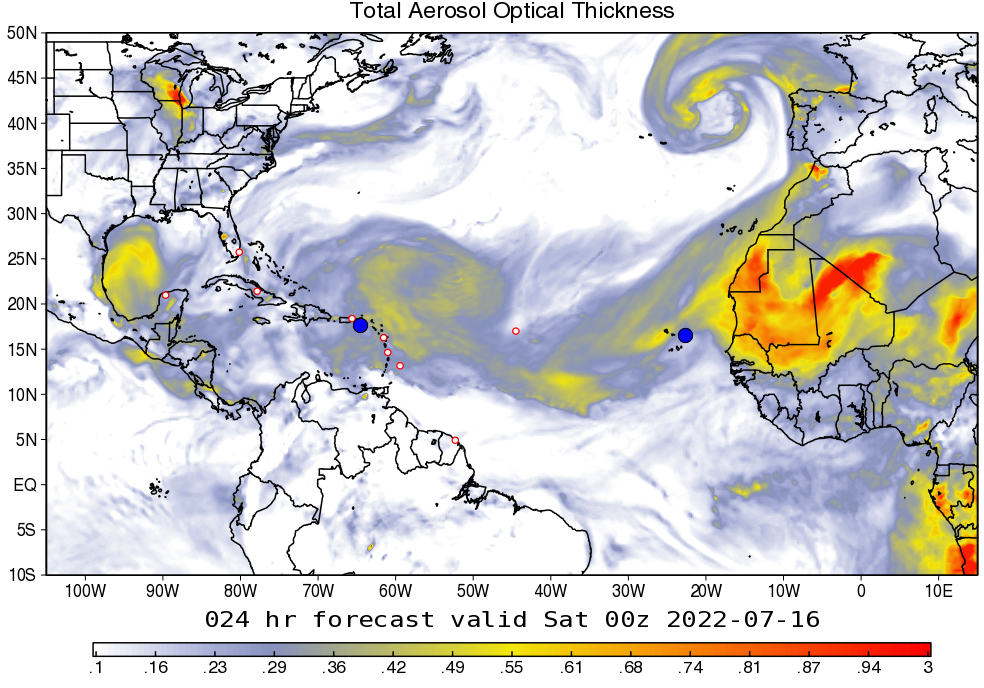 Total Aerosol Optical Thickness
50N
45N
40N
35N
30N
25N
20N
15N
10N
5N
EQ
5S
10S
100W 90W 80W 70W 60W 50W 40W 30W 20W 10W 0 10E
024 hr forecast valid Sat 00z 2022-07-16
.1 .16 .23 .29 .36 .42 .49 .55 .61 .68 .74 .81 .87 .94 3